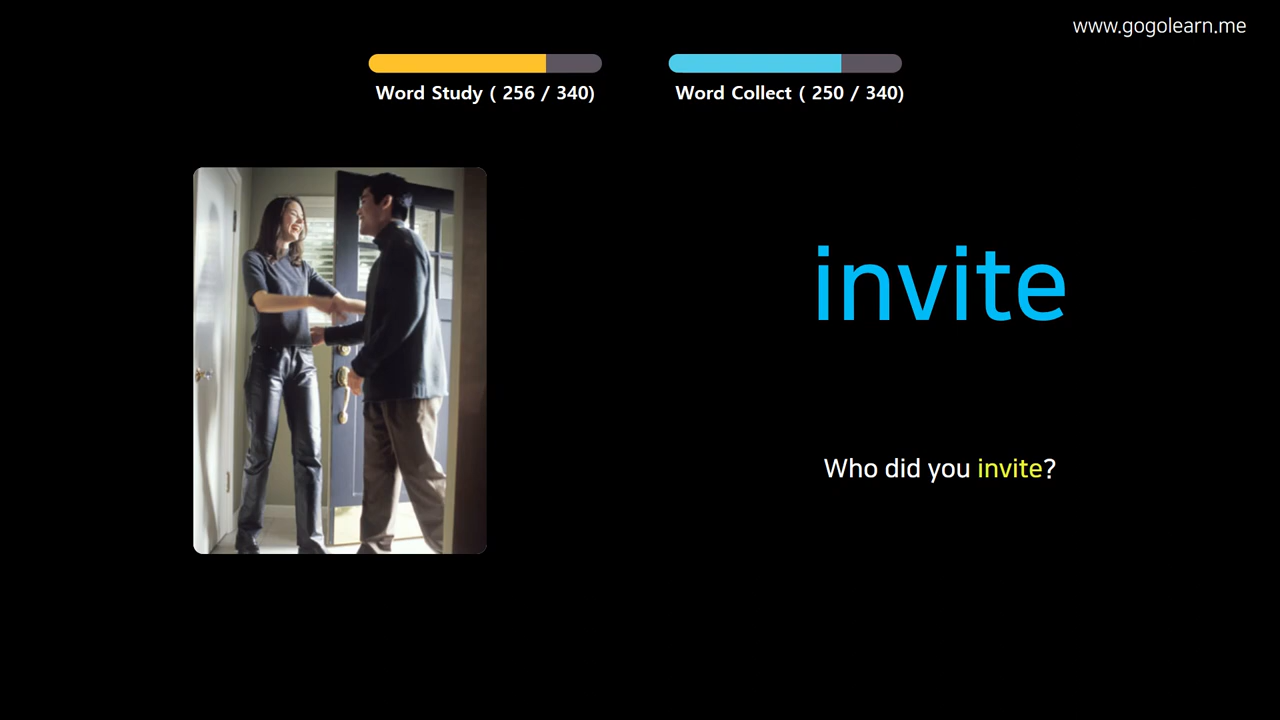 www.gogolearn.me
Word Study ( 256 / 340)
Word Collect ( 250 / 340)
invite
Who did you invite?